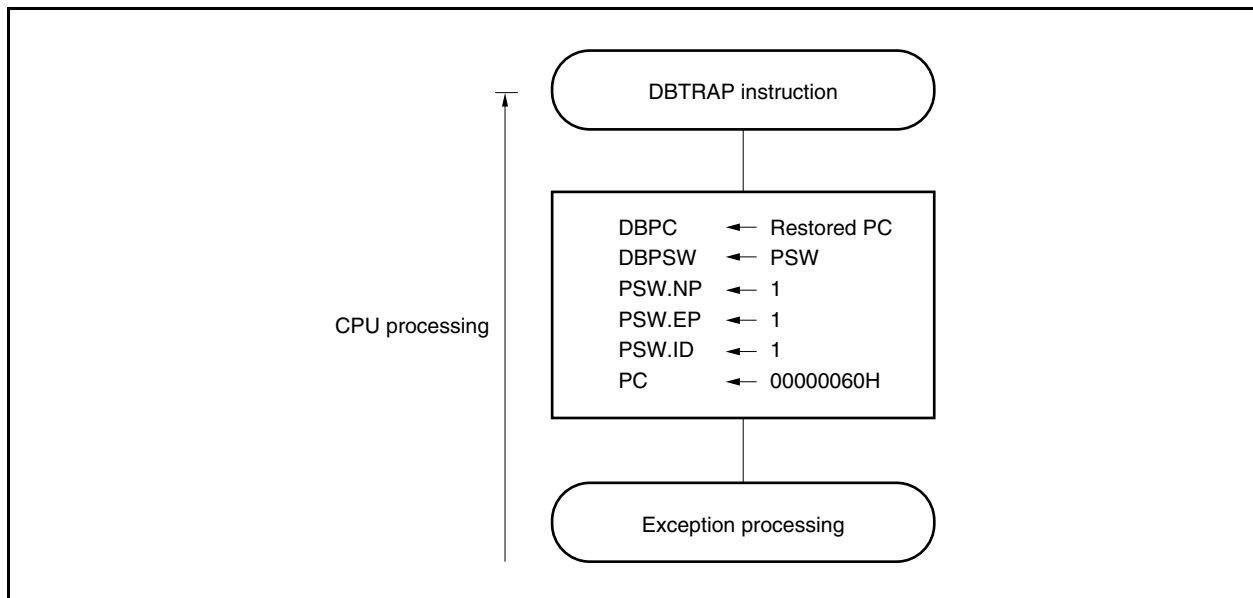 DBTRAP instruction
DBPC ← Restored PC
DBPSW ← PSW
PSW.NP ← 1
PSW.EP ← 1
PSW.ID ← 1
PC ← 00000060H
CPU processing
Exception processing